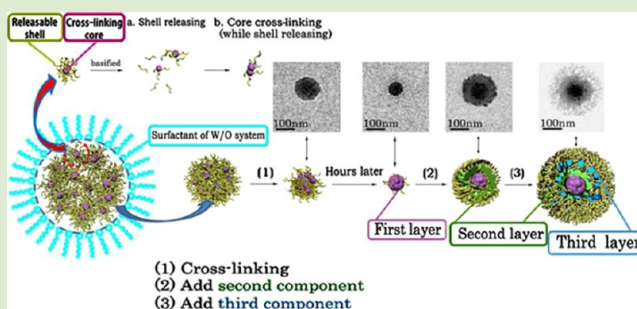 Releasable
shell
Cross-linking
core
a. Shell releasing
basified
b. Core cross-linking
(while shell releasing)
100nm
100nm
100nm
100nm
Surfactant of W/O system
(1)
Hours later
(2)
(3)
First layer
Second layer
Third layer
(1) Cross-linking
(2) Add second component
(3) Add third component